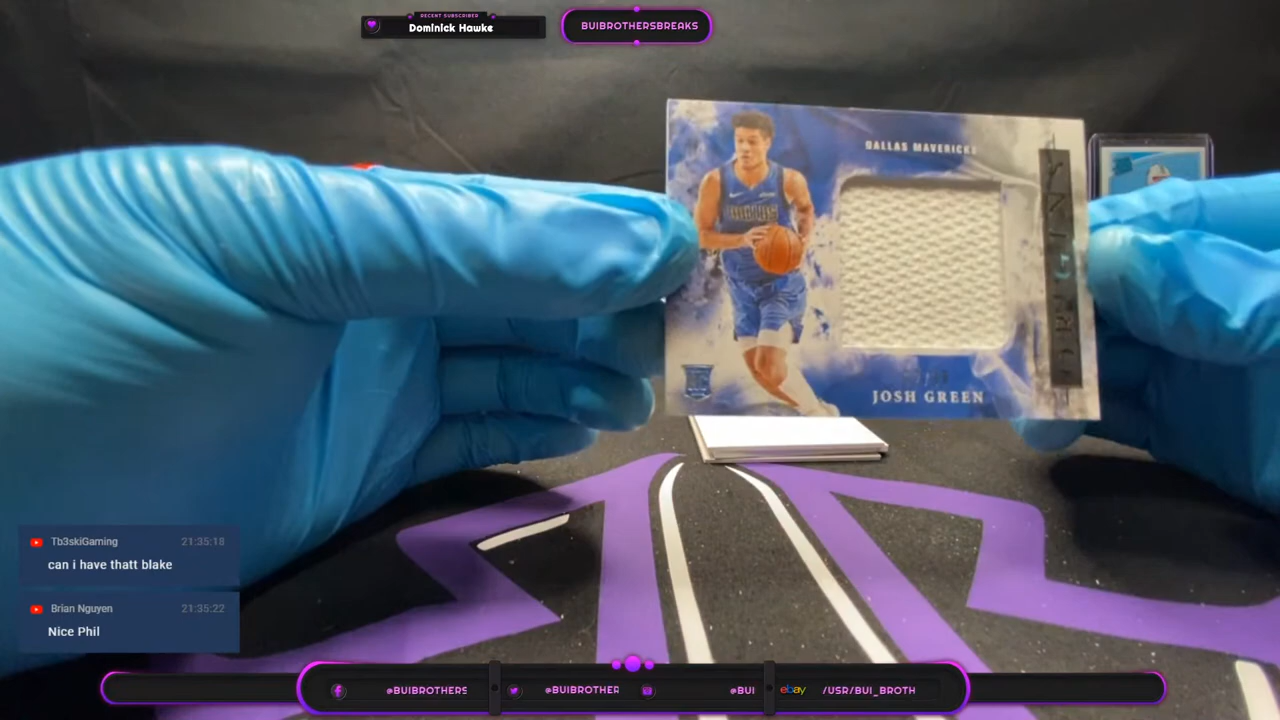 RECENT SUBSCRIBER
Dominick Hawke
BUIBROTHERSBREAKS
DALLAS MAVERICKS
JOSH GREEN
Tb3skiGaming 21:35:18
can i have thatt blake
Brian Nguyen 21:35:22
Nice Phil
@BUIBROTHERS
@BUIBROTHER
@BUI
ebay /USR/BUI_BROTH